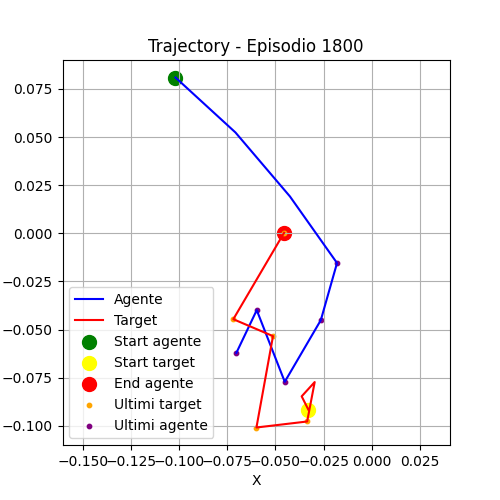 Trajectory - Episodio 1800
0.075
0.050
0.025
0.000
−0.025
−0.050
−0.075
−0.100
Agente
Target
Start agente
Start target
End agente
Ultimi target
Ultimi agente
−0.150 −0.125 −0.100 −0.075 −0.050 −0.025 0.000 0.025
X